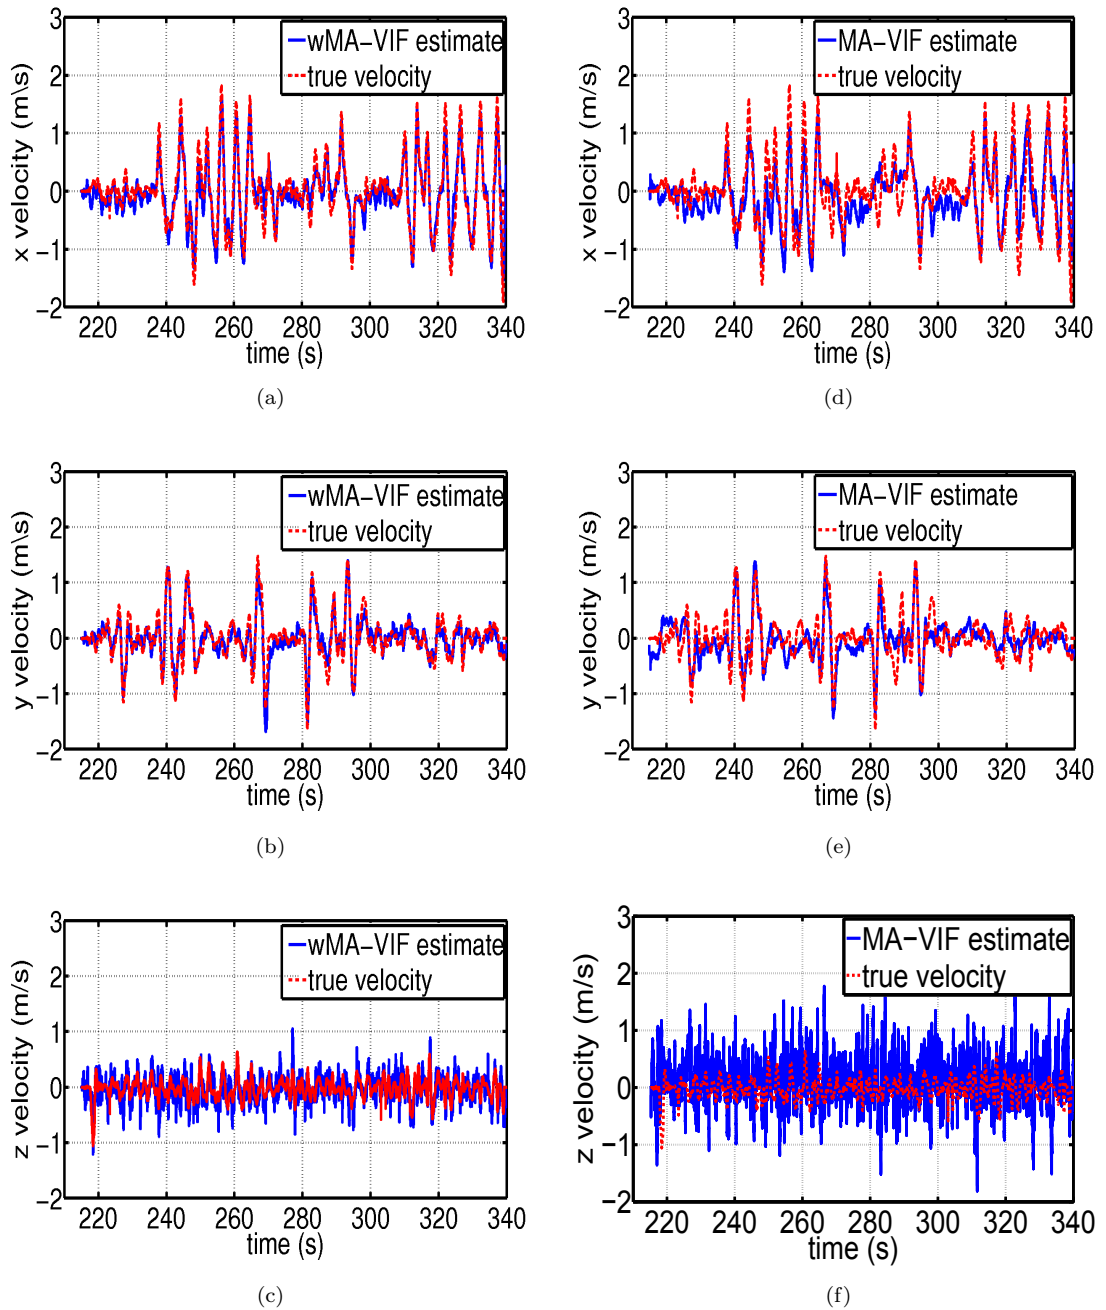 3
2
1
0
−1
−2
x velocity (m\s)
wMA−VIF estimate
true velocity
220 240 260 280 300 320 340
time (s)
(a)
3
2
1
0
−1
−2
x velocity (m/s)
MA−VIF estimate
true velocity
220 240 260 280 300 320 340
time (s)
(d)
3
2
1
0
−1
−2
y velocity (m\s)
wMA−VIF estimate
true velocity
220 240 260 280 300 320 340
time (s)
(b)
3
2
1
0
−1
−2
y velocity (m/s)
MA−VIF estimate
true velocity
220 240 260 280 300 320 340
time (s)
(e)
3
2
1
0
−1
−2
z velocity (m/s)
wMA−VIF estimate
true velocity
220 240 260 280 300 320 340
time (s)
(c)
3
2
1
0
−1
−2
z velocity (m/s)
MA−VIF estimate
true velocity
220 240 260 280 300 320 340
time (s)
(f)